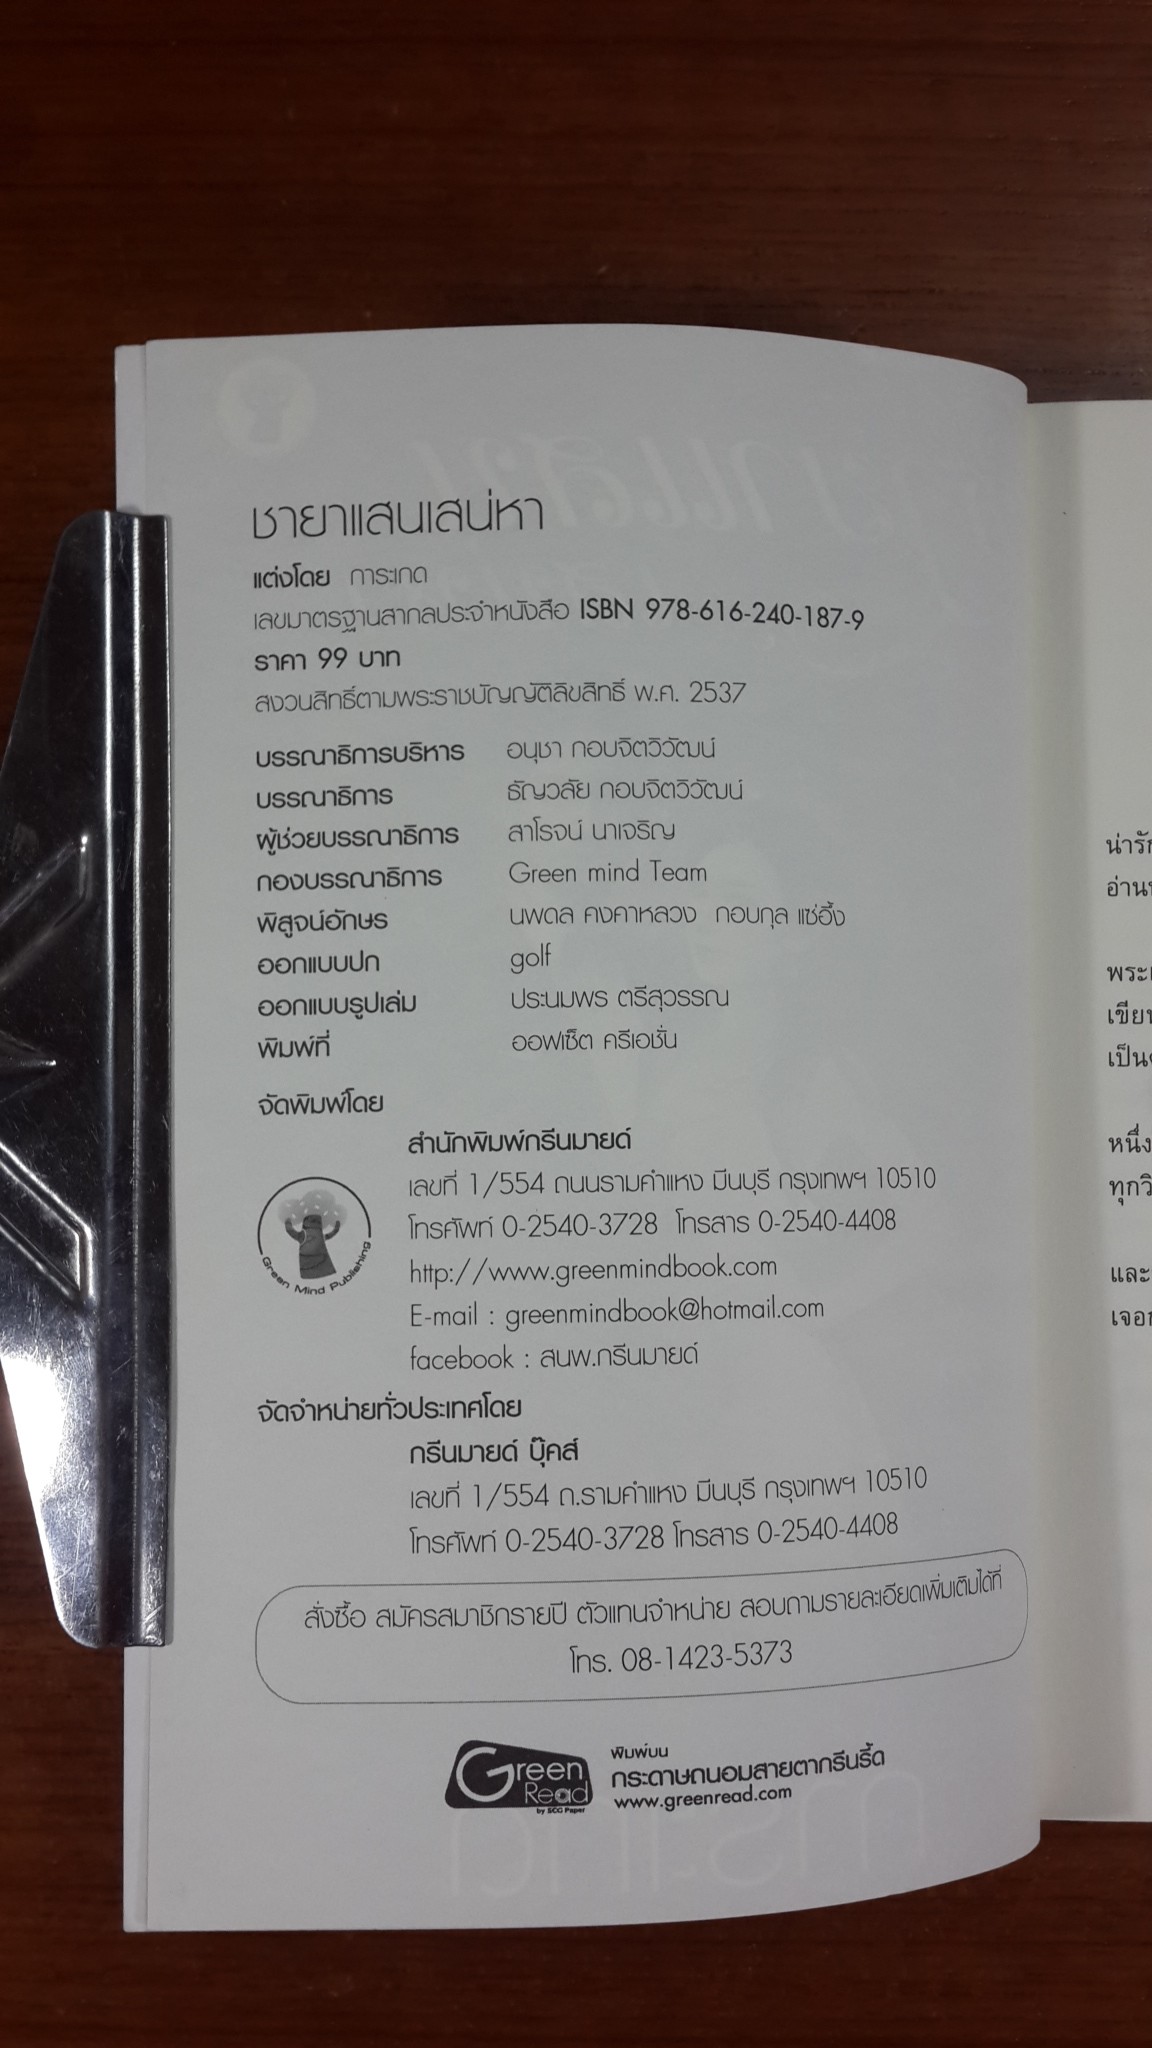 ชายาแสนเสน่หา
แต่งโดย การะเกด
เลขมาตรฐานสากลประจำหนังสือ ISBN 978-616-240-187-9
ราคา 99 บาท
สงวนสิทธิ์ตามพระราชบัญญัติลิขสิทธิ์ พ.ศ. 2537
บรรณาธิการบริหาร อนุชา กอบจิตวิวัฒน์
บรรณาธิการ ธัญวลัย กอบจิตวิวัฒน์
ผู้ช่วยบรรณาธิการ สาโรจน์ นาเจริญ
กองบรรณาธิการ Green mind Team
พิสูจน์อักษร นพดล คงคาหลวง กอบกุล แซ่อึ้ง
ออกแบบปก golf
ออกแบบรูปเล่ม ประนมพร ตรีสุวรรณ
พิมพ์ที่ ออฟเซ็ต ครีเอชั่น
จัดพิมพ์โดย
สำนักพิมพ์กรีนมายด์
เลขที่ 1/554 ถนนรามคำแหง มีนบุรี กรุงเทพฯ 10510
โทรศัพท์ 0-2540-3728 โทรสาร 0-2540-4408
http://www.greenmindbook.com
E-mail : greenmindbook@hotmail.com
facebook : สนพ.กรีนมายด์
Green Mind Publishing
จัดจำหน่ายทั่วประเทศโดย
กรีนมายด์ บุ๊คส์
เลขที่ 1/554 ถ.รามคำแหง มีนบุรี กรุงเทพฯ 10510
โทรศัพท์ 0-2540-3728 โทรสาร 0-2540-4408
สั่งซื้อ สมัครสมาชิกรายปี ตัวแทนจำหน่าย สอบถามรายละเอียดเพิ่มเติมได้ที่
โทร. 08-1423-5373
Green Read
by SCG Paper
พิมพ์บน
กระดาษถนอมสายตากรีนรี้ด
www.greenread.com
หนึ่ง
และ